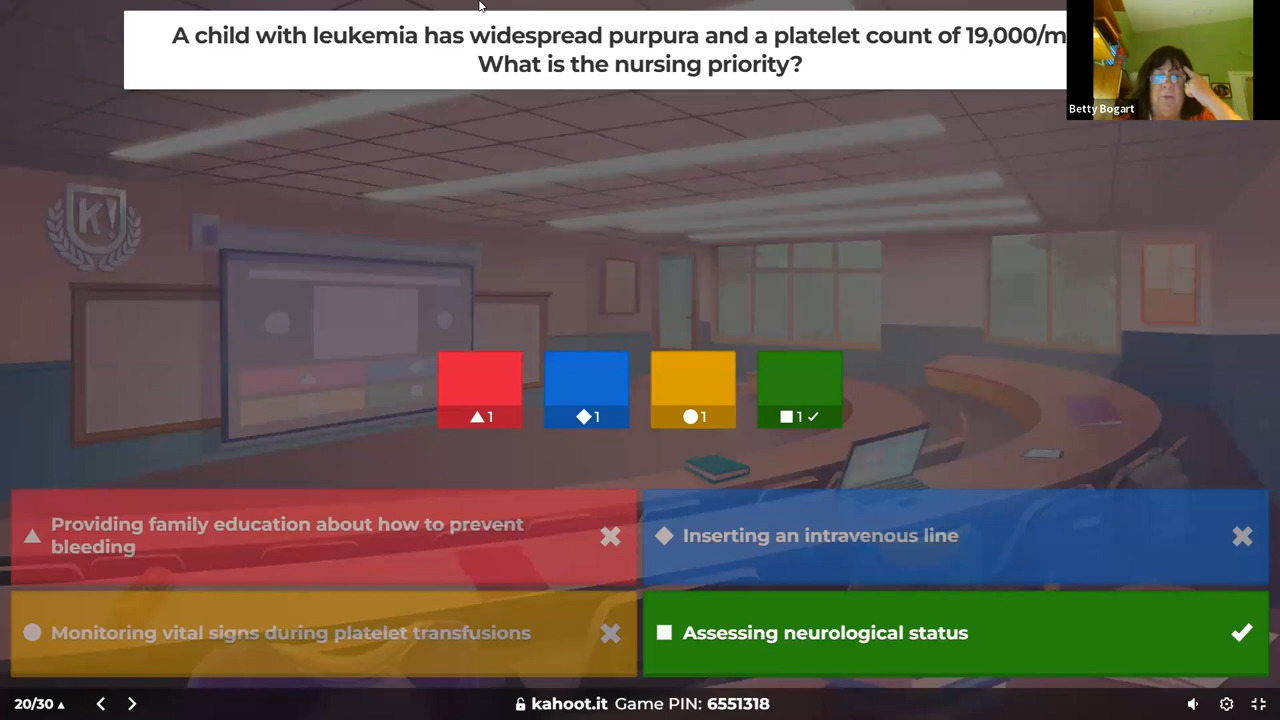 A child with leukemia has widespread purpura and a platelet count of 19,000/m
What is the nursing priority?
Betty Bogart
K!
1
1
1
1
Providing family education about how to prevent
bleeding
Inserting an intravenous line
Monitoring vital signs during platelet transfusions
Assessing neurological status
20/30
kahoot.it Game PIN: 6551318